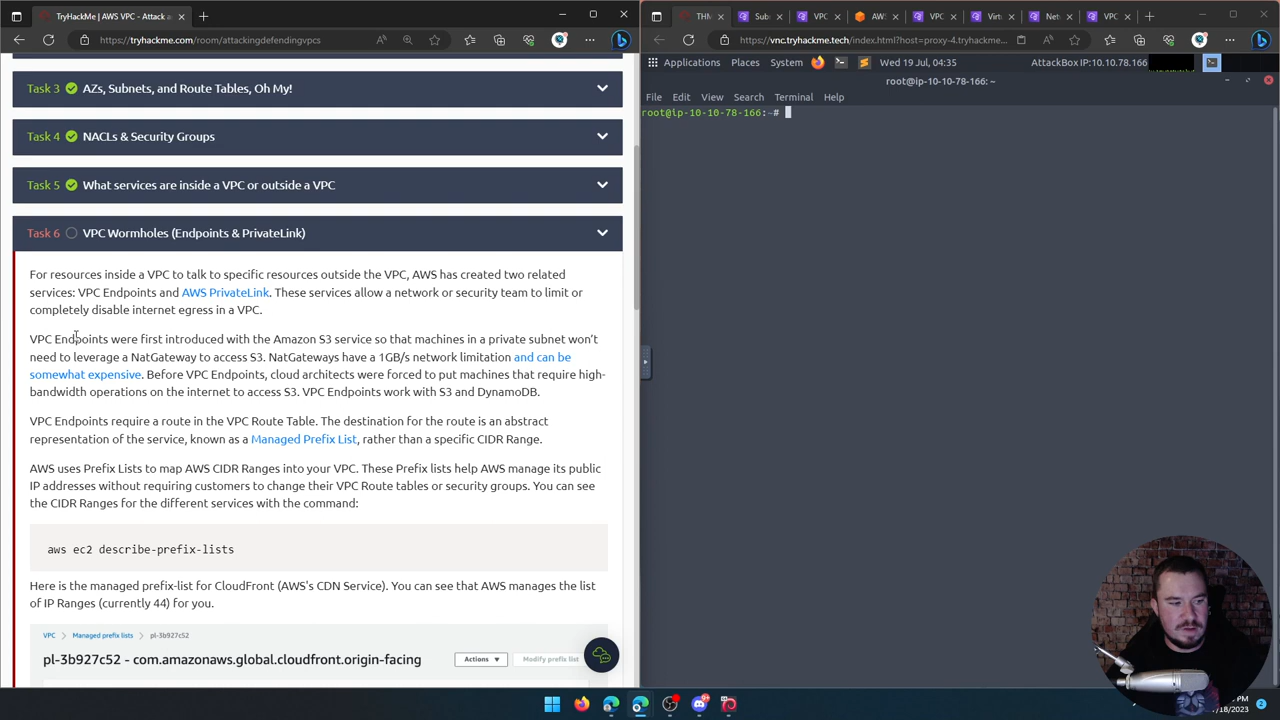 TryHackMe | AWS VPC - Attack a
https://tryhackme.com/room/attackingdefendingvpcs
Task 3 AZs, Subnets, and Route Tables, Oh My!
Task 4 NACLs & Security Groups
Task 5 What services are inside a VPC or outside a VPC
Task 6 VPC Wormholes (Endpoints & PrivateLink)
For resources inside a VPC to talk to specific resources outside the VPC, AWS has created two related
services: VPC Endpoints and AWS PrivateLink. These services allow a network or security team to limit or
completely disable internet egress in a VPC.
VPC Endpoints were first introduced with the Amazon S3 service so that machines in a private subnet won't
need to leverage a NatGateway to access S3. NatGateways have a 1GB/s network limitation and can be
somewhat expensive. Before VPC Endpoints, cloud architects were forced to put machines that require high-
bandwidth operations on the internet to access S3. VPC Endpoints work with S3 and DynamoDB.
VPC Endpoints require a route in the VPC Route Table. The destination for the route is an abstract
representation of the service, known as a Managed Prefix List, rather than a specific CIDR Range.
AWS uses Prefix Lists to map AWS CIDR Ranges into your VPC. These Prefix lists help AWS manage its public
IP addresses without requiring customers to change their VPC Route tables or security groups. You can see
the CIDR Ranges for the different services with the command:
aws ec2 describe-prefix-lists
Here is the managed prefix-list for CloudFront (AWS's CDN Service). You can see that AWS manages the list
of IP Ranges (currently 44) for you.
VPC > Managed prefix lists > pl-3b927c52
pl-3b927c52 - com.amazonaws.global.cloudfront.origin-facing
Actions
Modify prefix list
THM
Sub
VPC
AWS
VPC
Virtu
Net
VPC
https://vnc.tryhackme.tech/index.html?host=proxy-4.tryhackme...
Applications Places System Wed 19 Jul, 04:35 AttackBox IP:10.10.78.166
root@ip-10-10-78-166: ~
File Edit View Search Terminal Help
root@ip-10-10-78-166:~#